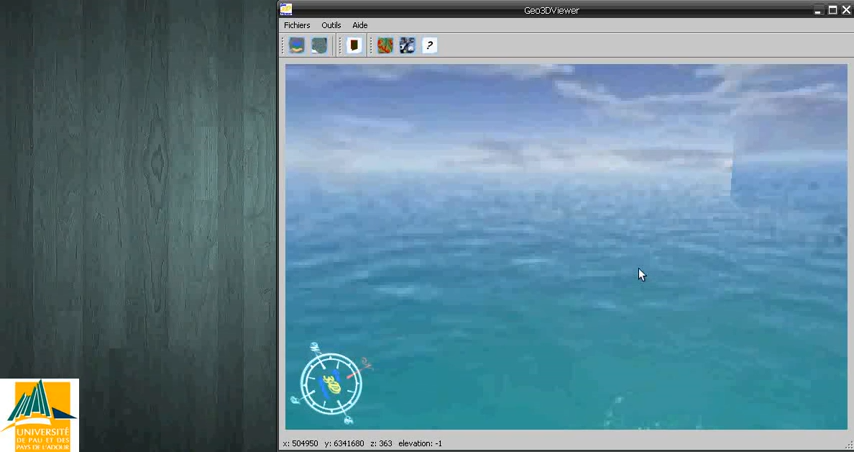 Geo3DViewer
Fichiers Outils Aide
?
x: 504950 y: 6341680 z: 363 elevation: -1
UNIVERSITÉ
DE PAU ET DES
PAYS DE L'ADOUR